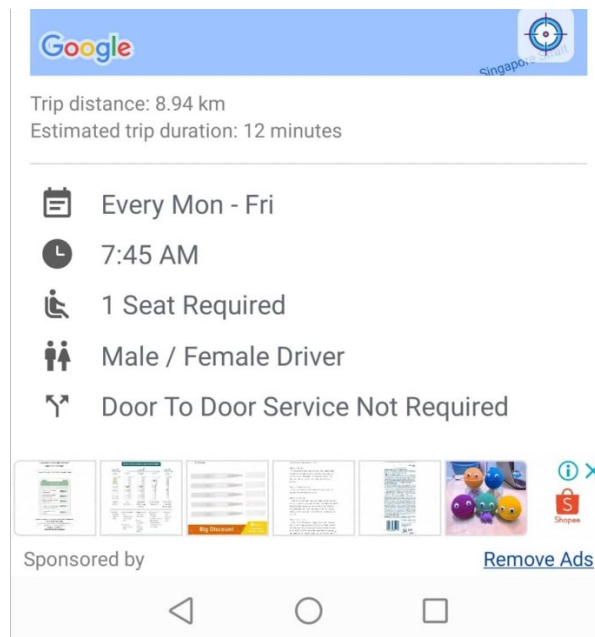 Google
Singapore Strait
Trip distance: 8.94 km
Estimated trip duration: 12 minutes
Every Mon - Fri
7:45 AM
1 Seat Required
Male / Female Driver
Door To Door Service Not Required
Big Discount
S
Shopee
Sponsored by
Remove Ads